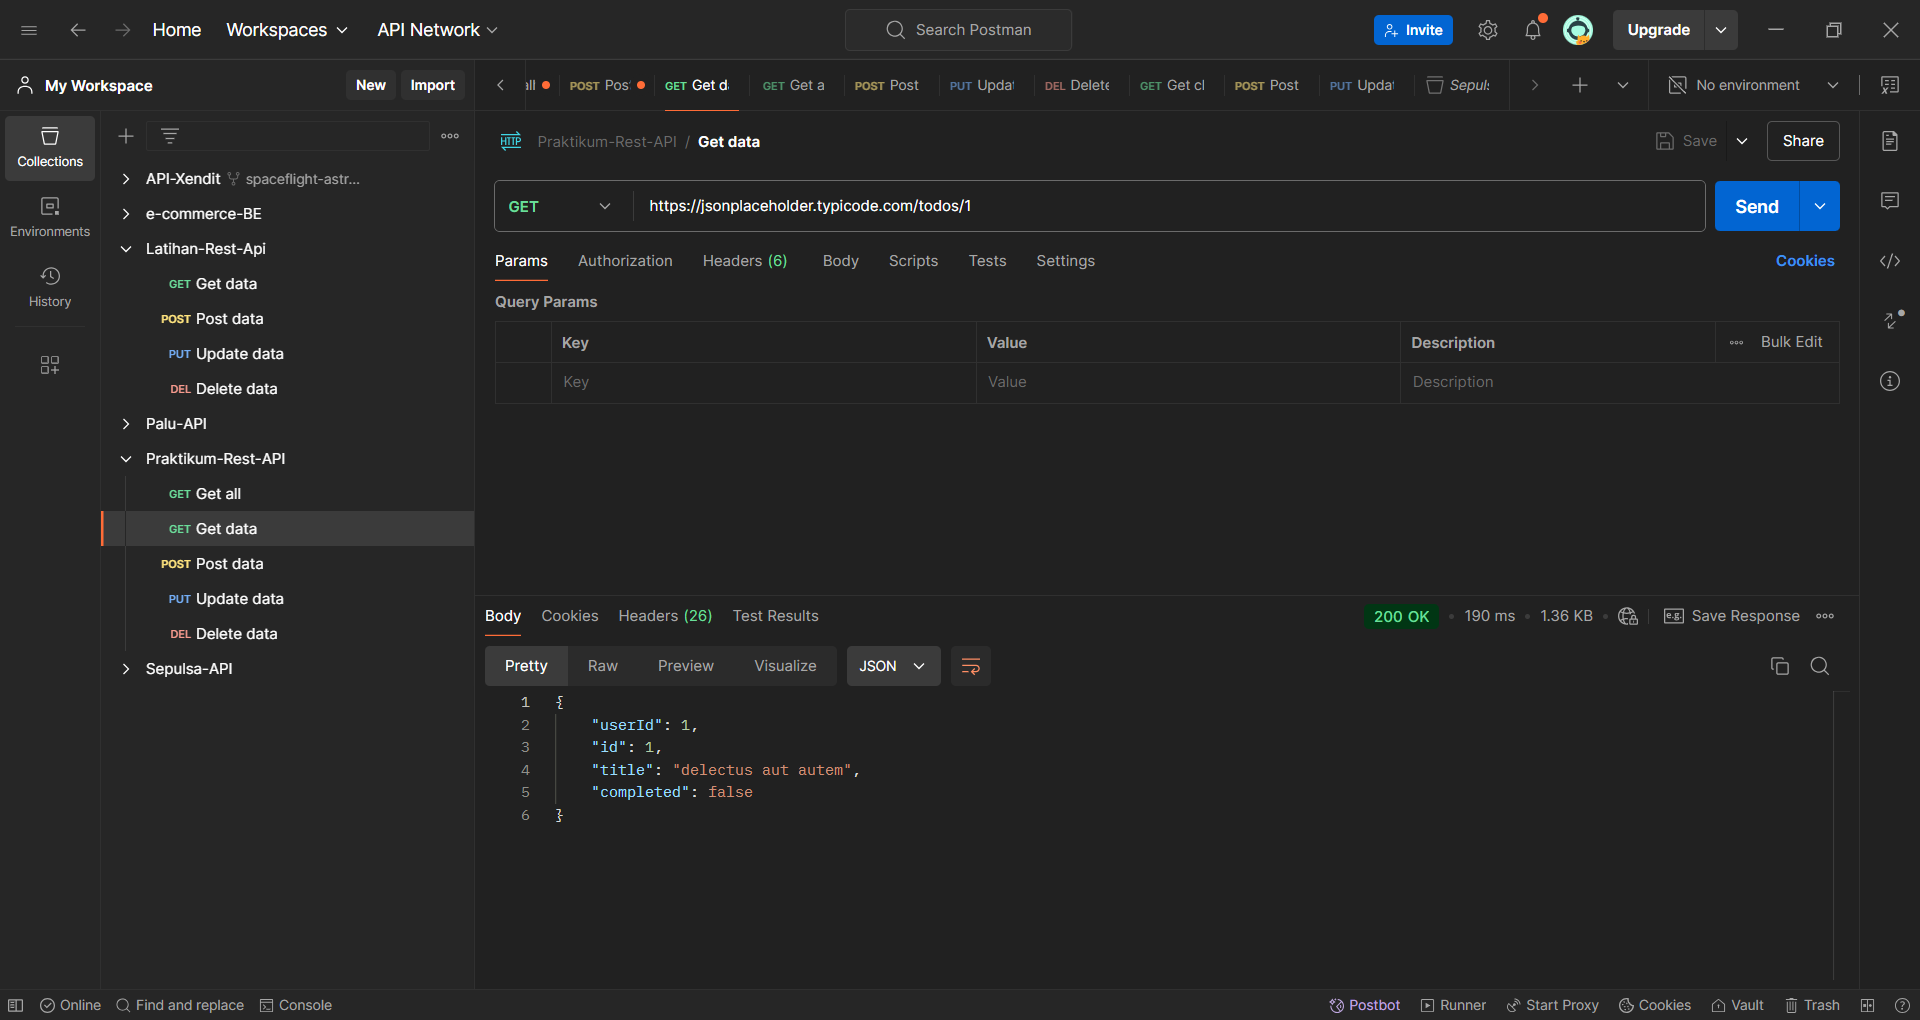 Home Workspaces API Network Search Postman Invite Upgrade
My Workspace New Import
all POST Pos GET Get d GET Get a POST Post PUT Updat DEL Delete GET Get cl POST Post PUT Updat Sepuls No environment
Collections
Environments
History
API-Xendit spaceflight-astr...
e-commerce-BE
Latihan-Rest-Api
GET Get data
POST Post data
PUT Update data
DEL Delete data
Palu-API
Praktikum-Rest-API
GET Get all
GET Get data
POST Post data
PUT Update data
DEL Delete data
Sepulsa-API
HTTP Praktikum-Rest-API / Get data Save Share
GET https://jsonplaceholder.typicode.com/todos/1 Send
Params Authorization Headers (6) Body Scripts Tests Settings Cookies
Query Params
Key Value Description Bulk Edit
Key Value Description
Body Cookies Headers (26) Test Results 200 OK 190 ms 1.36 KB e.g. Save Response
Pretty Raw Preview Visualize JSON
1 {
2 "userId": 1,
3 "id": 1,
4 "title": "delectus aut autem",
5 "completed": false
6 }
Online Find and replace Console Postbot Runner Start Proxy Cookies Vault Trash